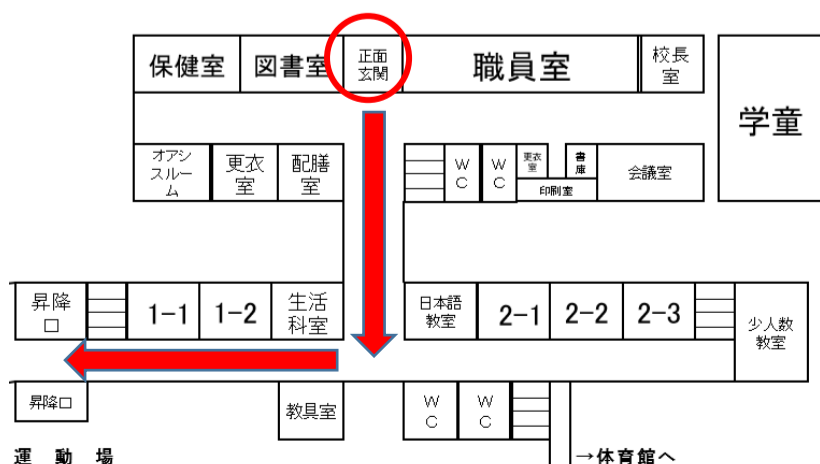 保健室
図書室
正面
玄関
職員室
校長
室
学童
オアシ
スルー
ム
更衣
室
配膳
室
W
C
W
C
更衣
室
書
庫
印刷室
会議室
昇降
口
1-1
1-2
生活
科室
日本語
教室
2-1
2-2
2-3
少人数
教室
昇降口
教具室
W
C
W
C
運動場
→体育館へ